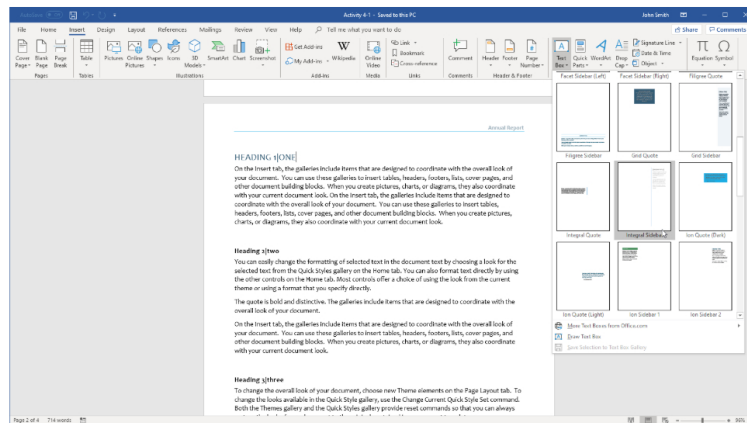 AutoSave
Activity 4-1 - Saved to this PC
John Smith
File Home Insert Draw Design Layout References Mailings Review View Help Tell me what you want to do
Share Comments
Cover Page Blank Page Page Break
Pages
Table
Tables
Pictures Online Pictures Shapes Icons 3D Models SmartArt Chart Screenshot
Illustrations
Get Add-ins
My Add-ins
Wikipedia
Add-ins
Online Video
Media
Link
Bookmark
Cross-reference
Links
Comment
Comments
Header Footer Page Number
Header & Footer
Text Box Quick Parts WordArt Drop Cap
Signature Line
Date & Time
Object
Equation Symbol
Facet Sidebar (Left) Facet Sidebar (Right) Filigree Quote
Filigree Sidebar Grid Quote Grid Sidebar
Integral Quote Integral Sidebar Ion Quote (Dark)
Ion Quote (Light) Ion Sidebar 1 Ion Sidebar 2
More Text Boxes from Office.com
Draw Text Box
Save Selection to Text Box Gallery
Annual Report
HEADING 1|ONE
On the Insert tab, the galleries include items that are designed to coordinate with the overall look of
your document. You can use these galleries to insert tables, headers, footers, lists, cover pages, and
other document building blocks. When you create pictures, charts, or diagrams, they also coordinate
with your current document look. On the Insert tab, the galleries include items that are designed to
coordinate with the overall look of your document. You can use these galleries to insert tables,
headers, footers, lists, cover pages, and other document building blocks. When you create pictures,
charts, or diagrams, they also coordinate with your current document look.
Heading 2|two
You can easily change the formatting of selected text in the document text by choosing a look for the
selected text from the Quick Styles gallery on the Home tab. You can also format text directly by using
the other controls on the Home tab. Most controls offer a choice of using the look from the current
theme or using a format that you specify directly.
The quote is bold and distinctive. The galleries include items that are designed to coordinate with the
overall look of your document.
On the Insert tab, the galleries include items that are designed to coordinate with the overall look of
your document. You can use these galleries to insert tables, headers, footers, lists, cover pages, and
other document building blocks. When you create pictures, charts, or diagrams, they also coordinate
with your current document look.
Heading 3|three
To change the overall look of your document, choose new Theme elements on the Page Layout tab. To
change the looks available in the Quick Style gallery, use the Change Current Quick Style Set command.
Both the Themes gallery and the Quick Styles gallery provide reset commands so that you can always
Page 2 of 4 714 words
96%